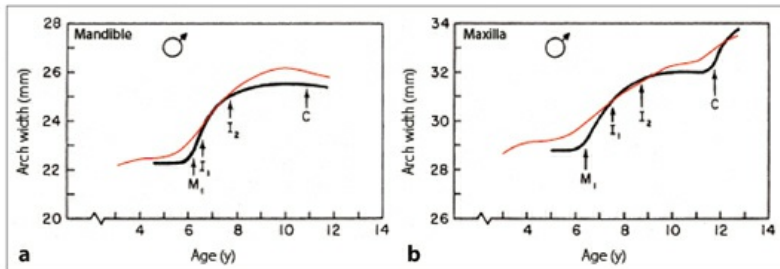 Mandible
Arch width (mm)
28
26
24
22
20
M₁
I₁
I₂
C
4
6
8
10
12
14
Age (y)
a
Maxilla
Arch width (mm)
34
32
30
28
26
M₁
I₁
I₂
C
4
6
8
10
12
14
Age (y)
b